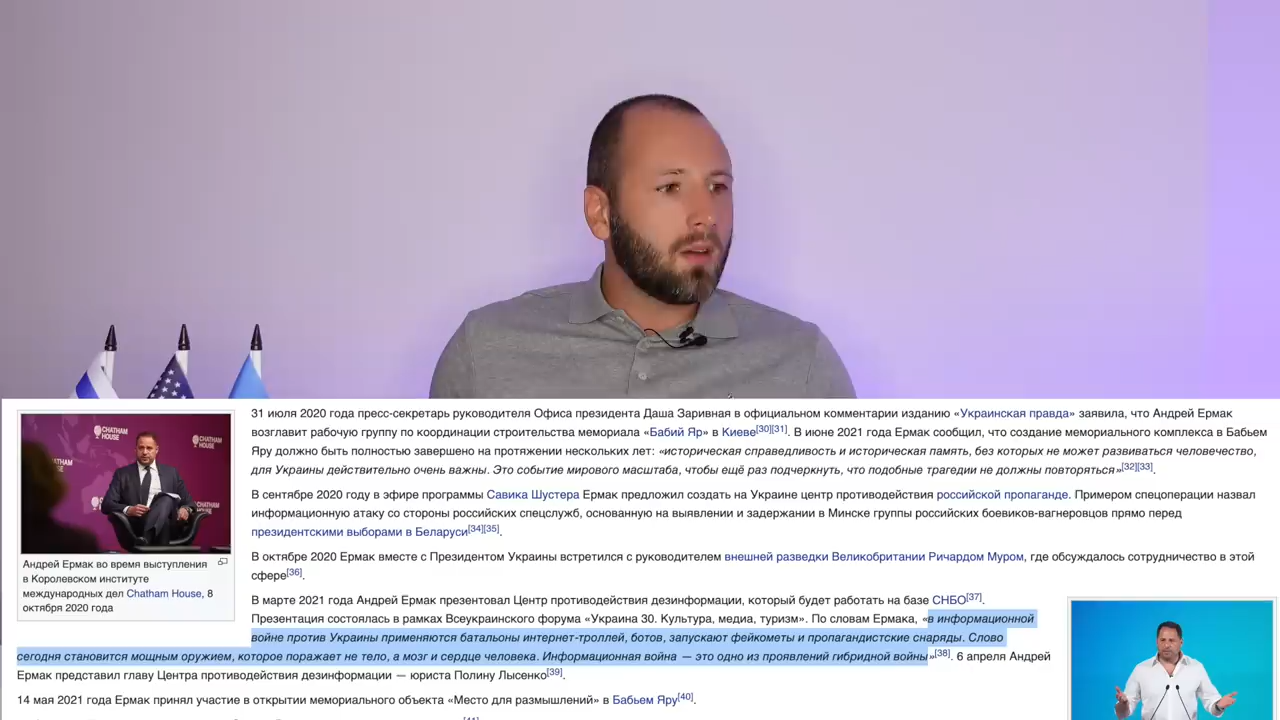 31 июля 2020 года пресс-секретарь руководителя Офиса президента Даша Заривная в официальном комментарии изданию «Украинская правда» заявила, что Андрей Ермак
возглавит рабочую группу по координации строительства мемориала «Бабий Яр» в Киеве[30][31]. В июне 2021 года Ермак сообщил, что создание мемориального комплекса в Бабьем
Яру должно быть полностью завершено на протяжении нескольких лет: «историческая справедливость и историческая память, без которых не может развиваться человечество,
для Украины действительно очень важны. Это событие мирового масштаба, чтобы ещё раз подчеркнуть, что подобные трагедии не должны повторяться»[32][33].
В сентябре 2020 году в эфире программы Савика Шустера Ермак предложил создать на Украине центр противодействия российской пропаганде. Примером спецоперации назвал
информационную атаку со стороны российских спецслужб, основанную на выявлении и задержании в Минске группы российских боевиков-вагнеровцев прямо перед
президентскими выборами в Беларуси[34][35].
В октябре 2020 Ермак вместе с Президентом Украины встретился с руководителем внешней разведки Великобритании Ричардом Муром, где обсуждалось сотрудничество в этой
сфере[36].
В марте 2021 года Андрей Ермак презентовал Центр противодействия дезинформации, который будет работать на базе СНБО[37].
Презентация состоялась в рамках Всеукраинского форума «Украина 30. Культура, медиа, туризм». По словам Ермака, «в информационной
войне против Украины применяются батальоны интернет-троллей, ботов, запускают фейкометы и пропагандистские снаряды. Слово
сегодня становится мощным оружием, которое поражает не тело, а мозг и сердце человека. Информационная война — это одно из проявлений гибридной войны»[38]. 6 апреля Андрей
Ермак представил главу Центра противодействия дезинформации — юриста Полину Лысенко[39].
14 мая 2021 года Ермак принял участие в открытии мемориального объекта «Место для размышлений» в Бабьем Яру[40].
[41]
CHATHAM
HOUSE
CHATHAM
HOUSE
Андрей Ермак во время выступления
в Королевском институте
международных дел Chatham House, 8
октября 2020 года